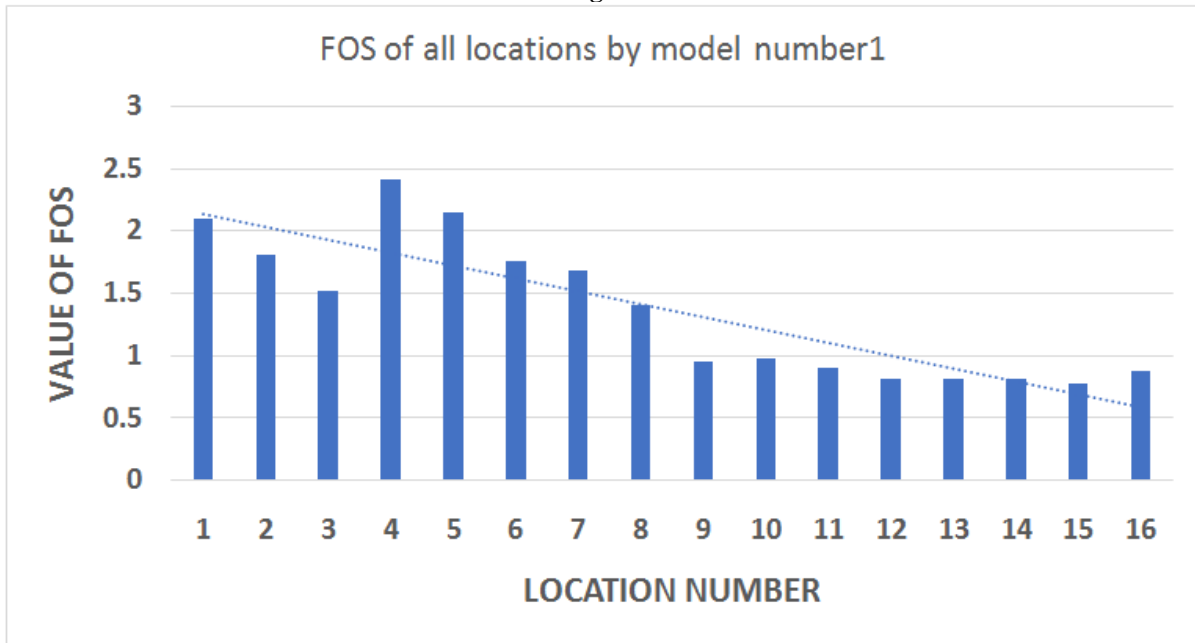 FOS of all locations by model number1
3
2.5
2
1.5
1
0.5
0
VALUE OF FOS
1 2 3 4 5 6 7 8 9 10 11 12 13 14 15 16
LOCATION NUMBER